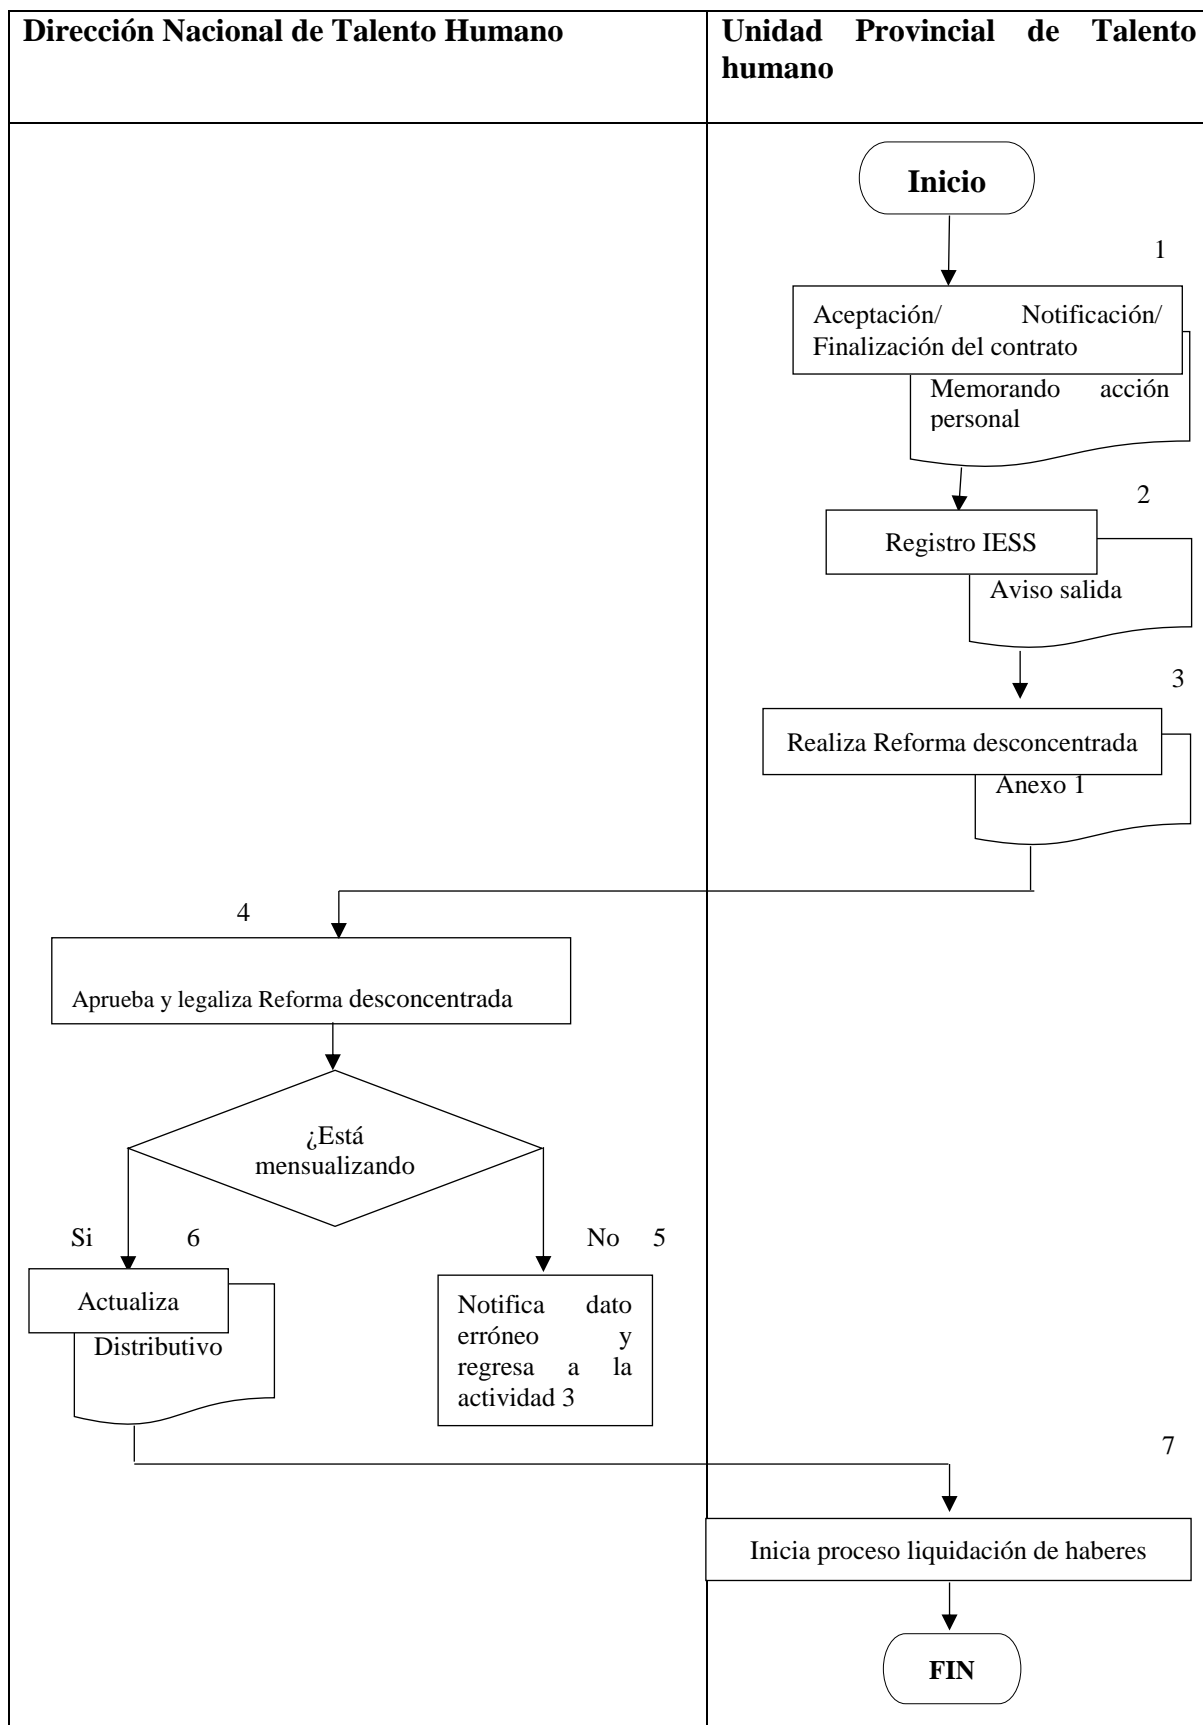 Dirección Nacional de Talento Humano
Unidad Provincial de Talento
humano
Inicio
1
Aceptación/ Notificación/
Finalización del contrato
Memorando acción
personal
2
Registro IESS
Aviso salida
3
Realiza Reforma desconcentrada
Anexo 1
4
Aprueba y legaliza Reforma desconcentrada
¿Está
mensualizando
Si 6
No 5
Actualiza
Distributivo
Notifica dato
erróneo y
regresa a la
actividad 3
7
Inicia proceso liquidación de haberes
FIN